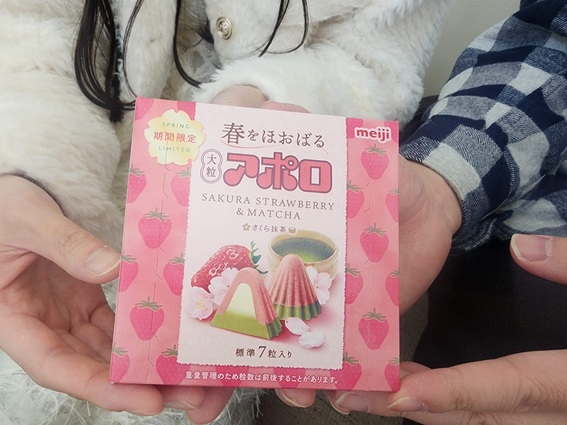 SPRING
期間限定
LIMITED
春をほおばる
meiji
大粒
アポロ
SAKURA STRAWBERRY
& MATCHA
さくら抹茶
標準7粒入り
重量管理のため粒数は前後することがあります。